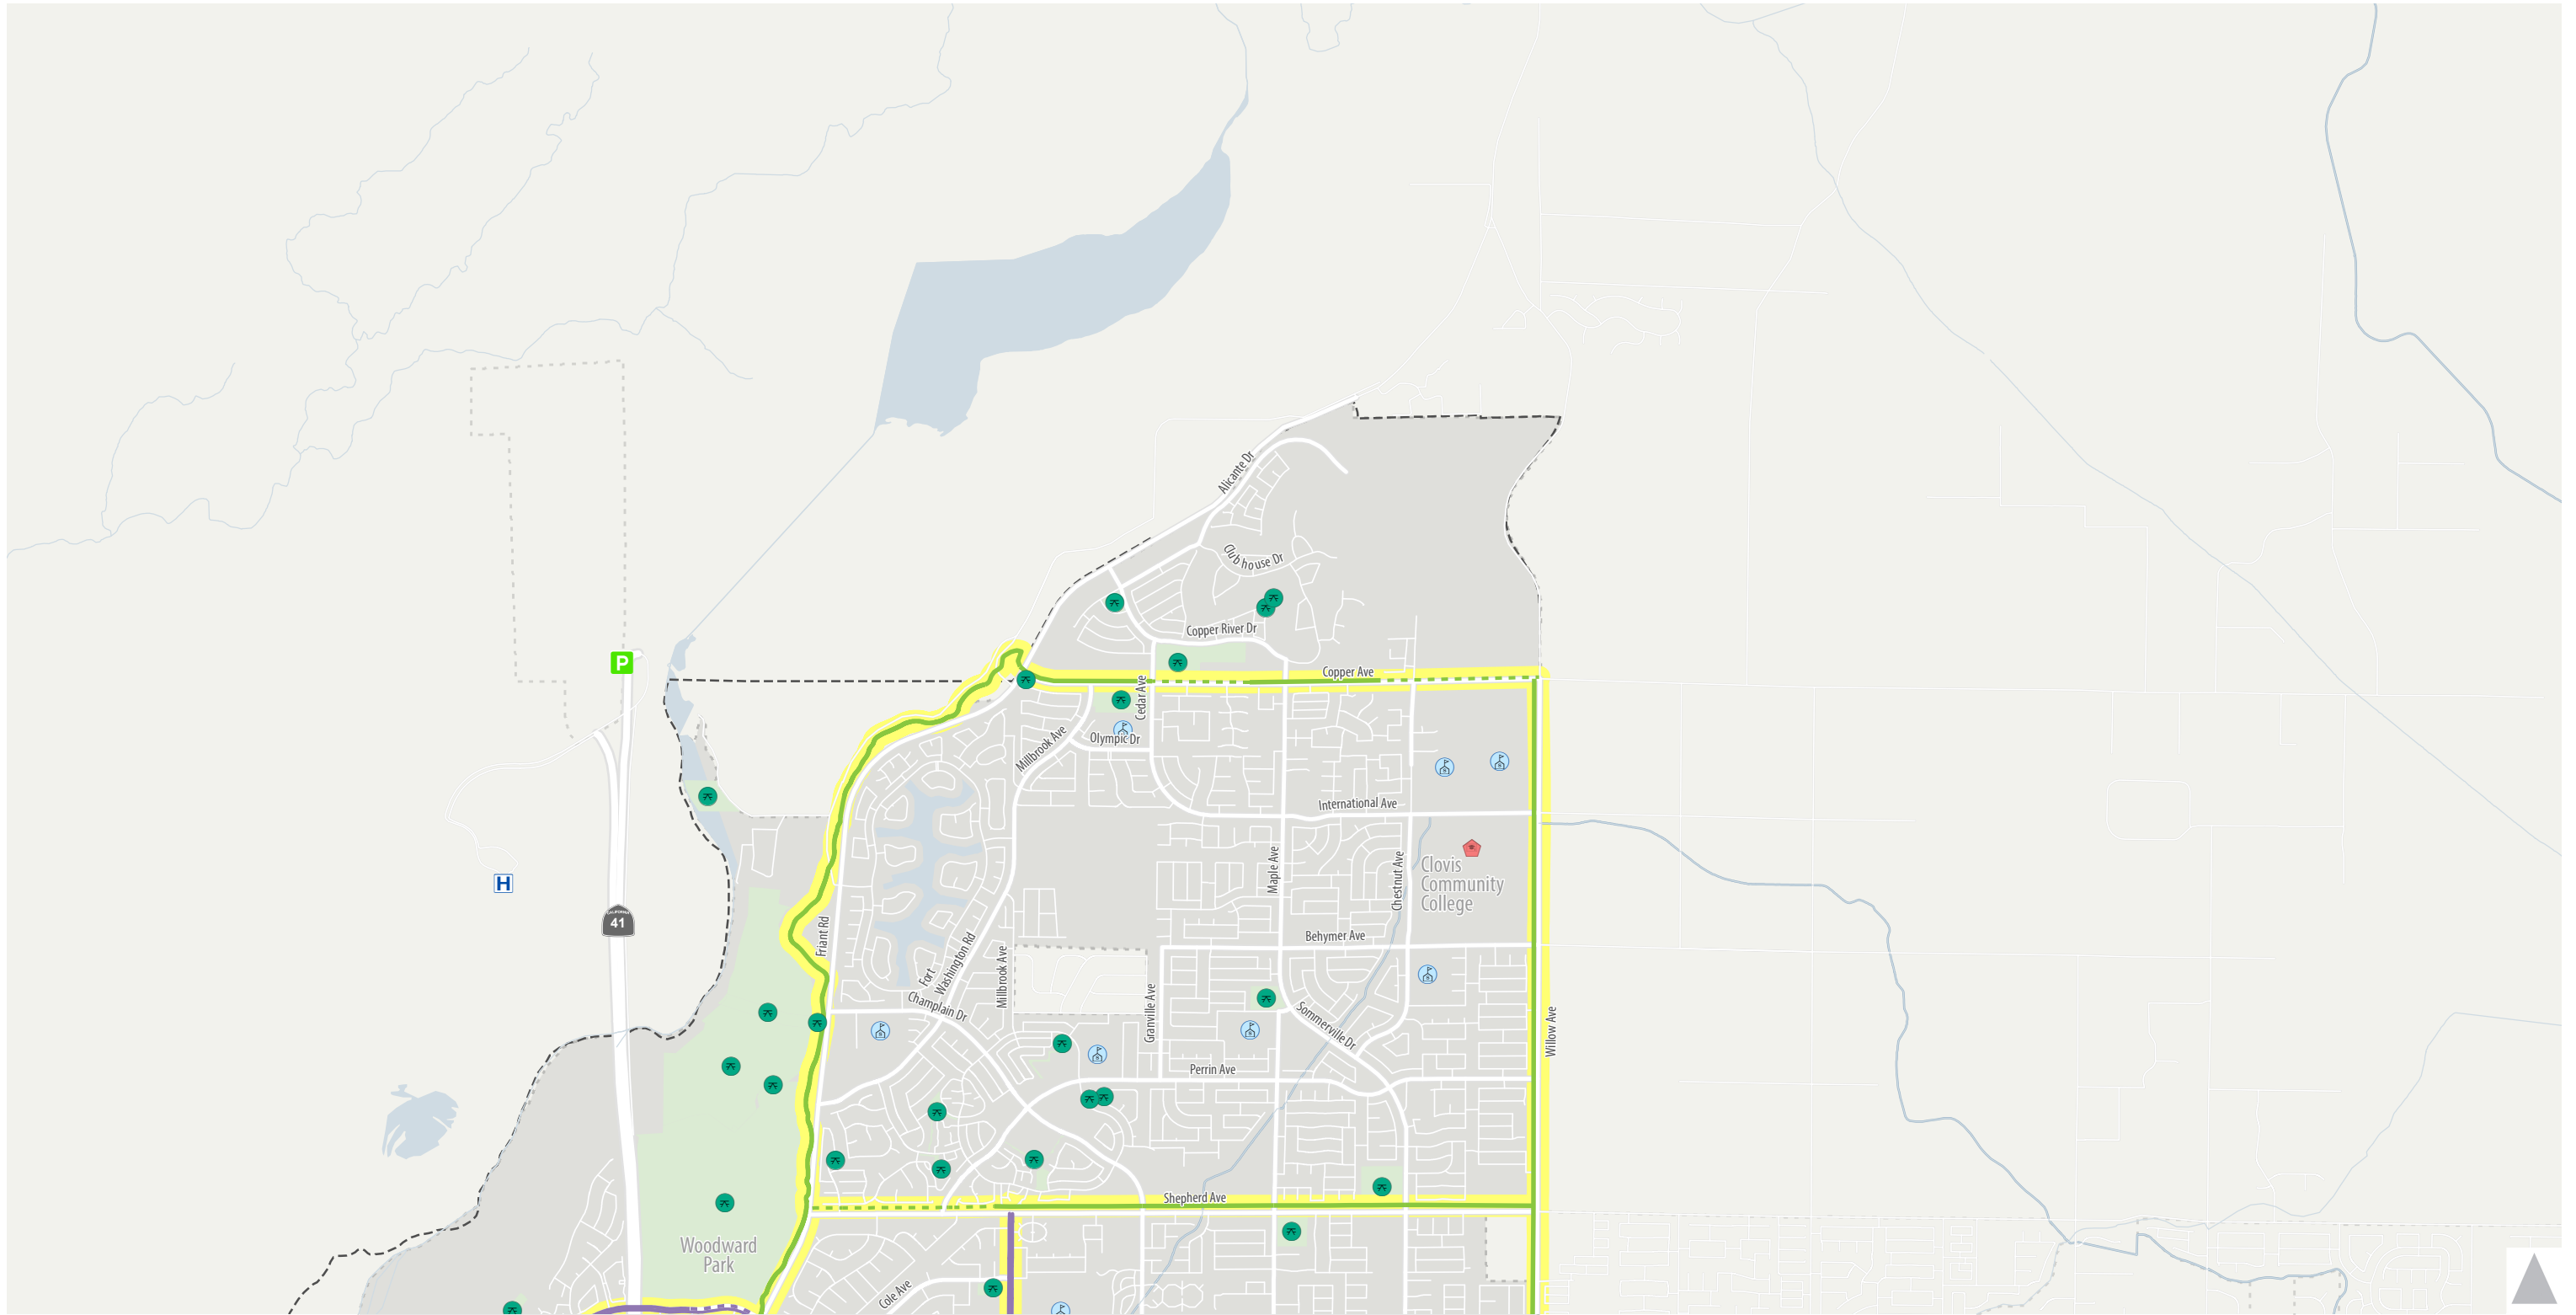 Alicante Dr
Club house Dr
Copper River Dr
Copper Ave
P
Cedar Ave
Olympic Dr
Millbrook Ave
International Ave
H
CALIFORNIA
41
Maple Ave
Chestnut Ave
Clovis
Community
College
Friant Rd
Behymer Ave
Fort
Washington Rd
Millbrook Ave
Champlain Dr
Granville Ave
Sommerville Dr
Willow Ave
Perrin Ave
Shepherd Ave
Woodward
Park
Cole Ave